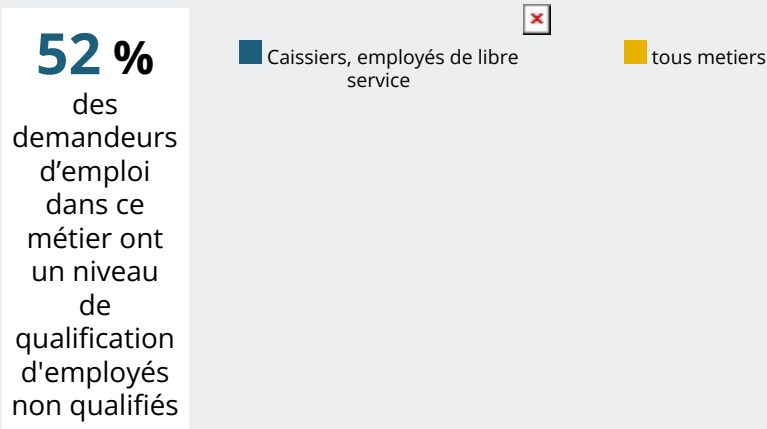 52 %
des
demandeurs
d’emploi
dans ce
métier ont
un niveau
de
qualification
d'employés
non qualifiés
Caissiers, employés de libre
service
tous metiers